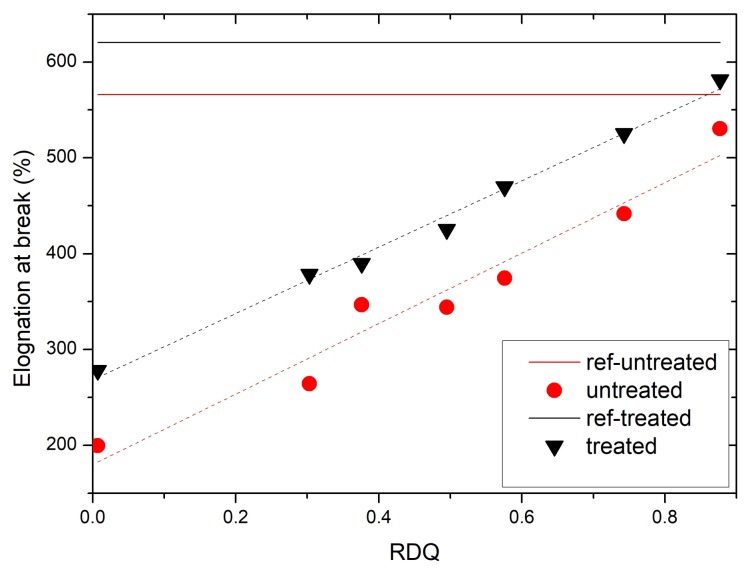 600
500
400
300
200
Elognation at break (%)
0.0 0.2 0.4 0.6 0.8
RDQ
ref-untreated
untreated
ref-treated
treated